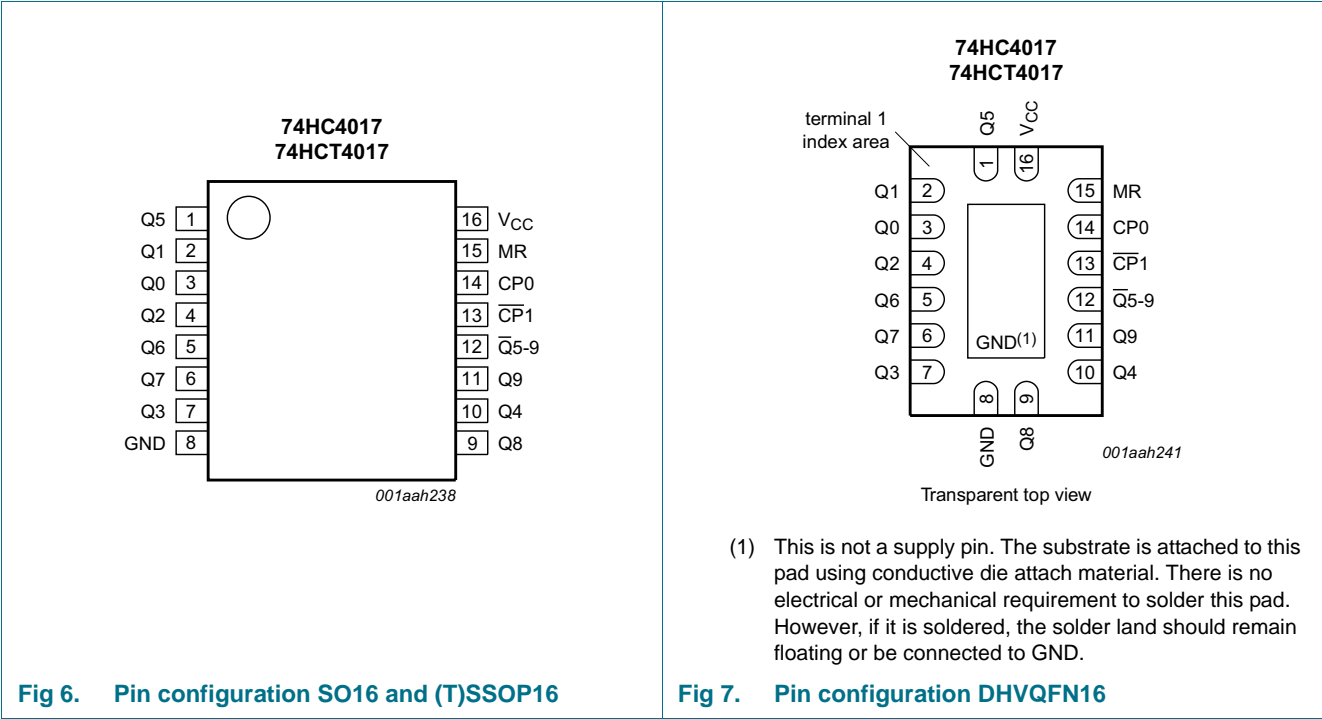 74HC4017
74HCT4017
Q5 1 16 VCC
Q1 2 15 MR
Q0 3 14 CP0
Q2 4 13 C̅P̅1
Q6 5 12 Q̅5-9
Q7 6 11 Q9
Q3 7 10 Q4
GND 8 9 Q8
001aah238
Fig 6. Pin configuration SO16 and (T)SSOP16
74HC4017
74HCT4017
terminal 1
index area
Q5 VCC
1 16
Q1 2 15 MR
Q0 3 14 CP0
Q2 4 13 C̅P̅1
Q6 5 12 Q̅5-9
Q7 6 GND(1) 11 Q9
Q3 7 10 Q4
8 9
GND Q8
001aah241
Transparent top view
(1) This is not a supply pin. The substrate is attached to this
pad using conductive die attach material. There is no
electrical or mechanical requirement to solder this pad.
However, if it is soldered, the solder land should remain
floating or be connected to GND.
Fig 7. Pin configuration DHVQFN16